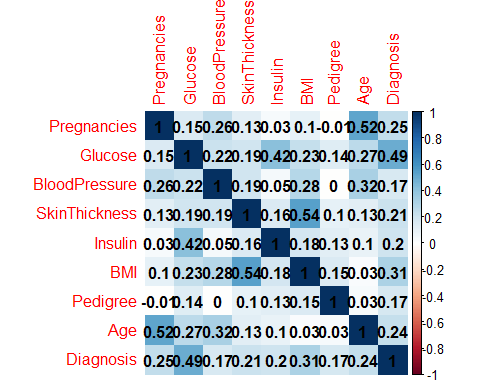 Pregnancies Glucose BloodPressure SkinThickness Insulin BMI Pedigree Age Diagnosis
Pregnancies 1 0.15 0.26 0.13 0.03 0.1 -0.01 0.52 0.25
Glucose 0.15 1 0.22 0.19 0.42 0.23 0.14 0.27 0.49
BloodPressure 0.26 0.22 1 0.19 0.05 0.28 0 0.32 0.17
SkinThickness 0.13 0.19 0.19 1 0.16 0.54 0.1 0.13 0.21
Insulin 0.03 0.42 0.05 0.16 1 0.18 0.13 0.1 0.2
BMI 0.1 0.23 0.28 0.54 0.18 1 0.15 0.03 0.31
Pedigree -0.01 0.14 0 0.1 0.13 0.15 1 0.03 0.17
Age 0.52 0.27 0.32 0.13 0.1 0.03 0.03 1 0.24
Diagnosis 0.25 0.49 0.17 0.21 0.2 0.31 0.17 0.24 1
1
0.8
0.6
0.4
0.2
0
-0.2
-0.4
-0.6
-0.8
-1